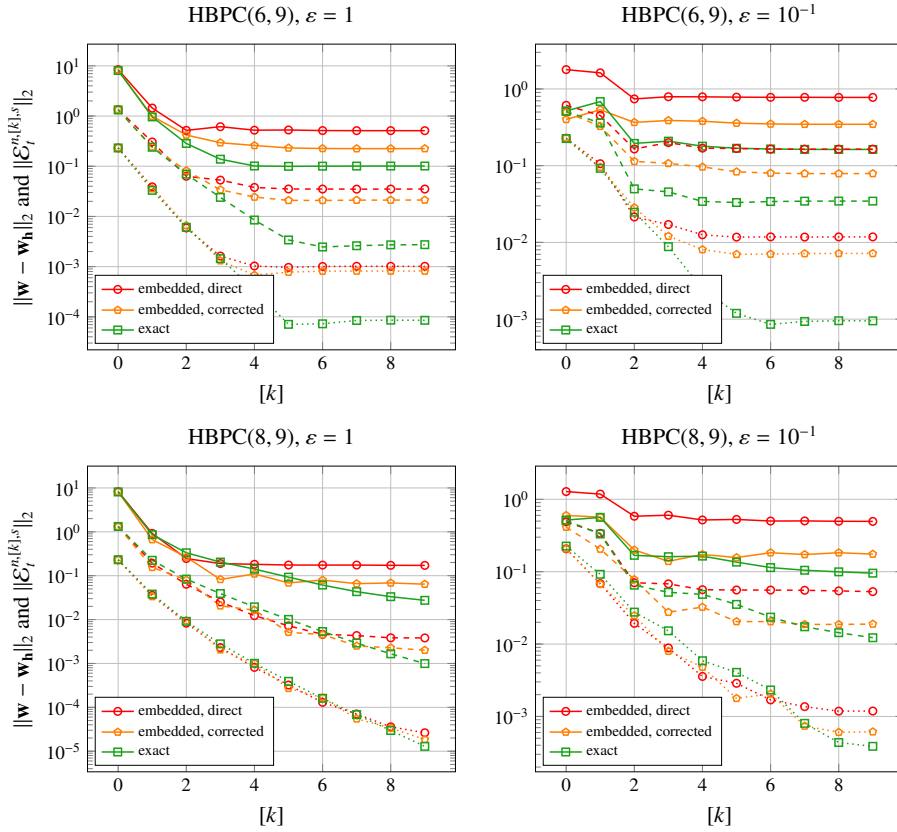 HBPC(6, 9), ε = 1
HBPC(6, 9), ε = 10⁻¹
‖w − w_h‖₂ and ‖𝓔_t^{n,[k],s}‖₂
10¹
10⁰
10⁻¹
10⁻²
10⁻³
10⁻⁴
embedded, direct
embedded, corrected
exact
0 2 4 6 8
[k]
10⁰
10⁻¹
10⁻²
10⁻³
embedded, direct
embedded, corrected
exact
0 2 4 6 8
[k]
HBPC(8, 9), ε = 1
HBPC(8, 9), ε = 10⁻¹
‖w − w_h‖₂ and ‖𝓔_t^{n,[k],s}‖₂
10¹
10⁰
10⁻¹
10⁻²
10⁻³
10⁻⁴
10⁻⁵
embedded, direct
embedded, corrected
exact
0 2 4 6 8
[k]
10⁰
10⁻¹
10⁻²
10⁻³
embedded, direct
embedded, corrected
exact
0 2 4 6 8
[k]